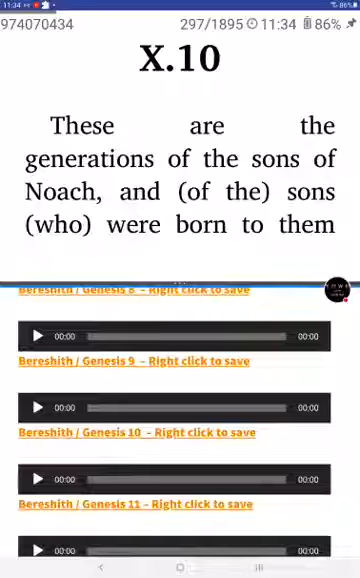 11:34
86%
974070434 297/1895 11:34 86%
X.10
These are the
generations of the sons of
Noach, and (of the) sons
(who) were born to them
Bereshith / Genesis 8 – Right click to save
00:00 00:00
Bereshith / Genesis 9 – Right click to save
00:00 00:00
Bereshith / Genesis 10 – Right click to save
00:00 00:00
Bereshith / Genesis 11 – Right click to save
00:00 00:00